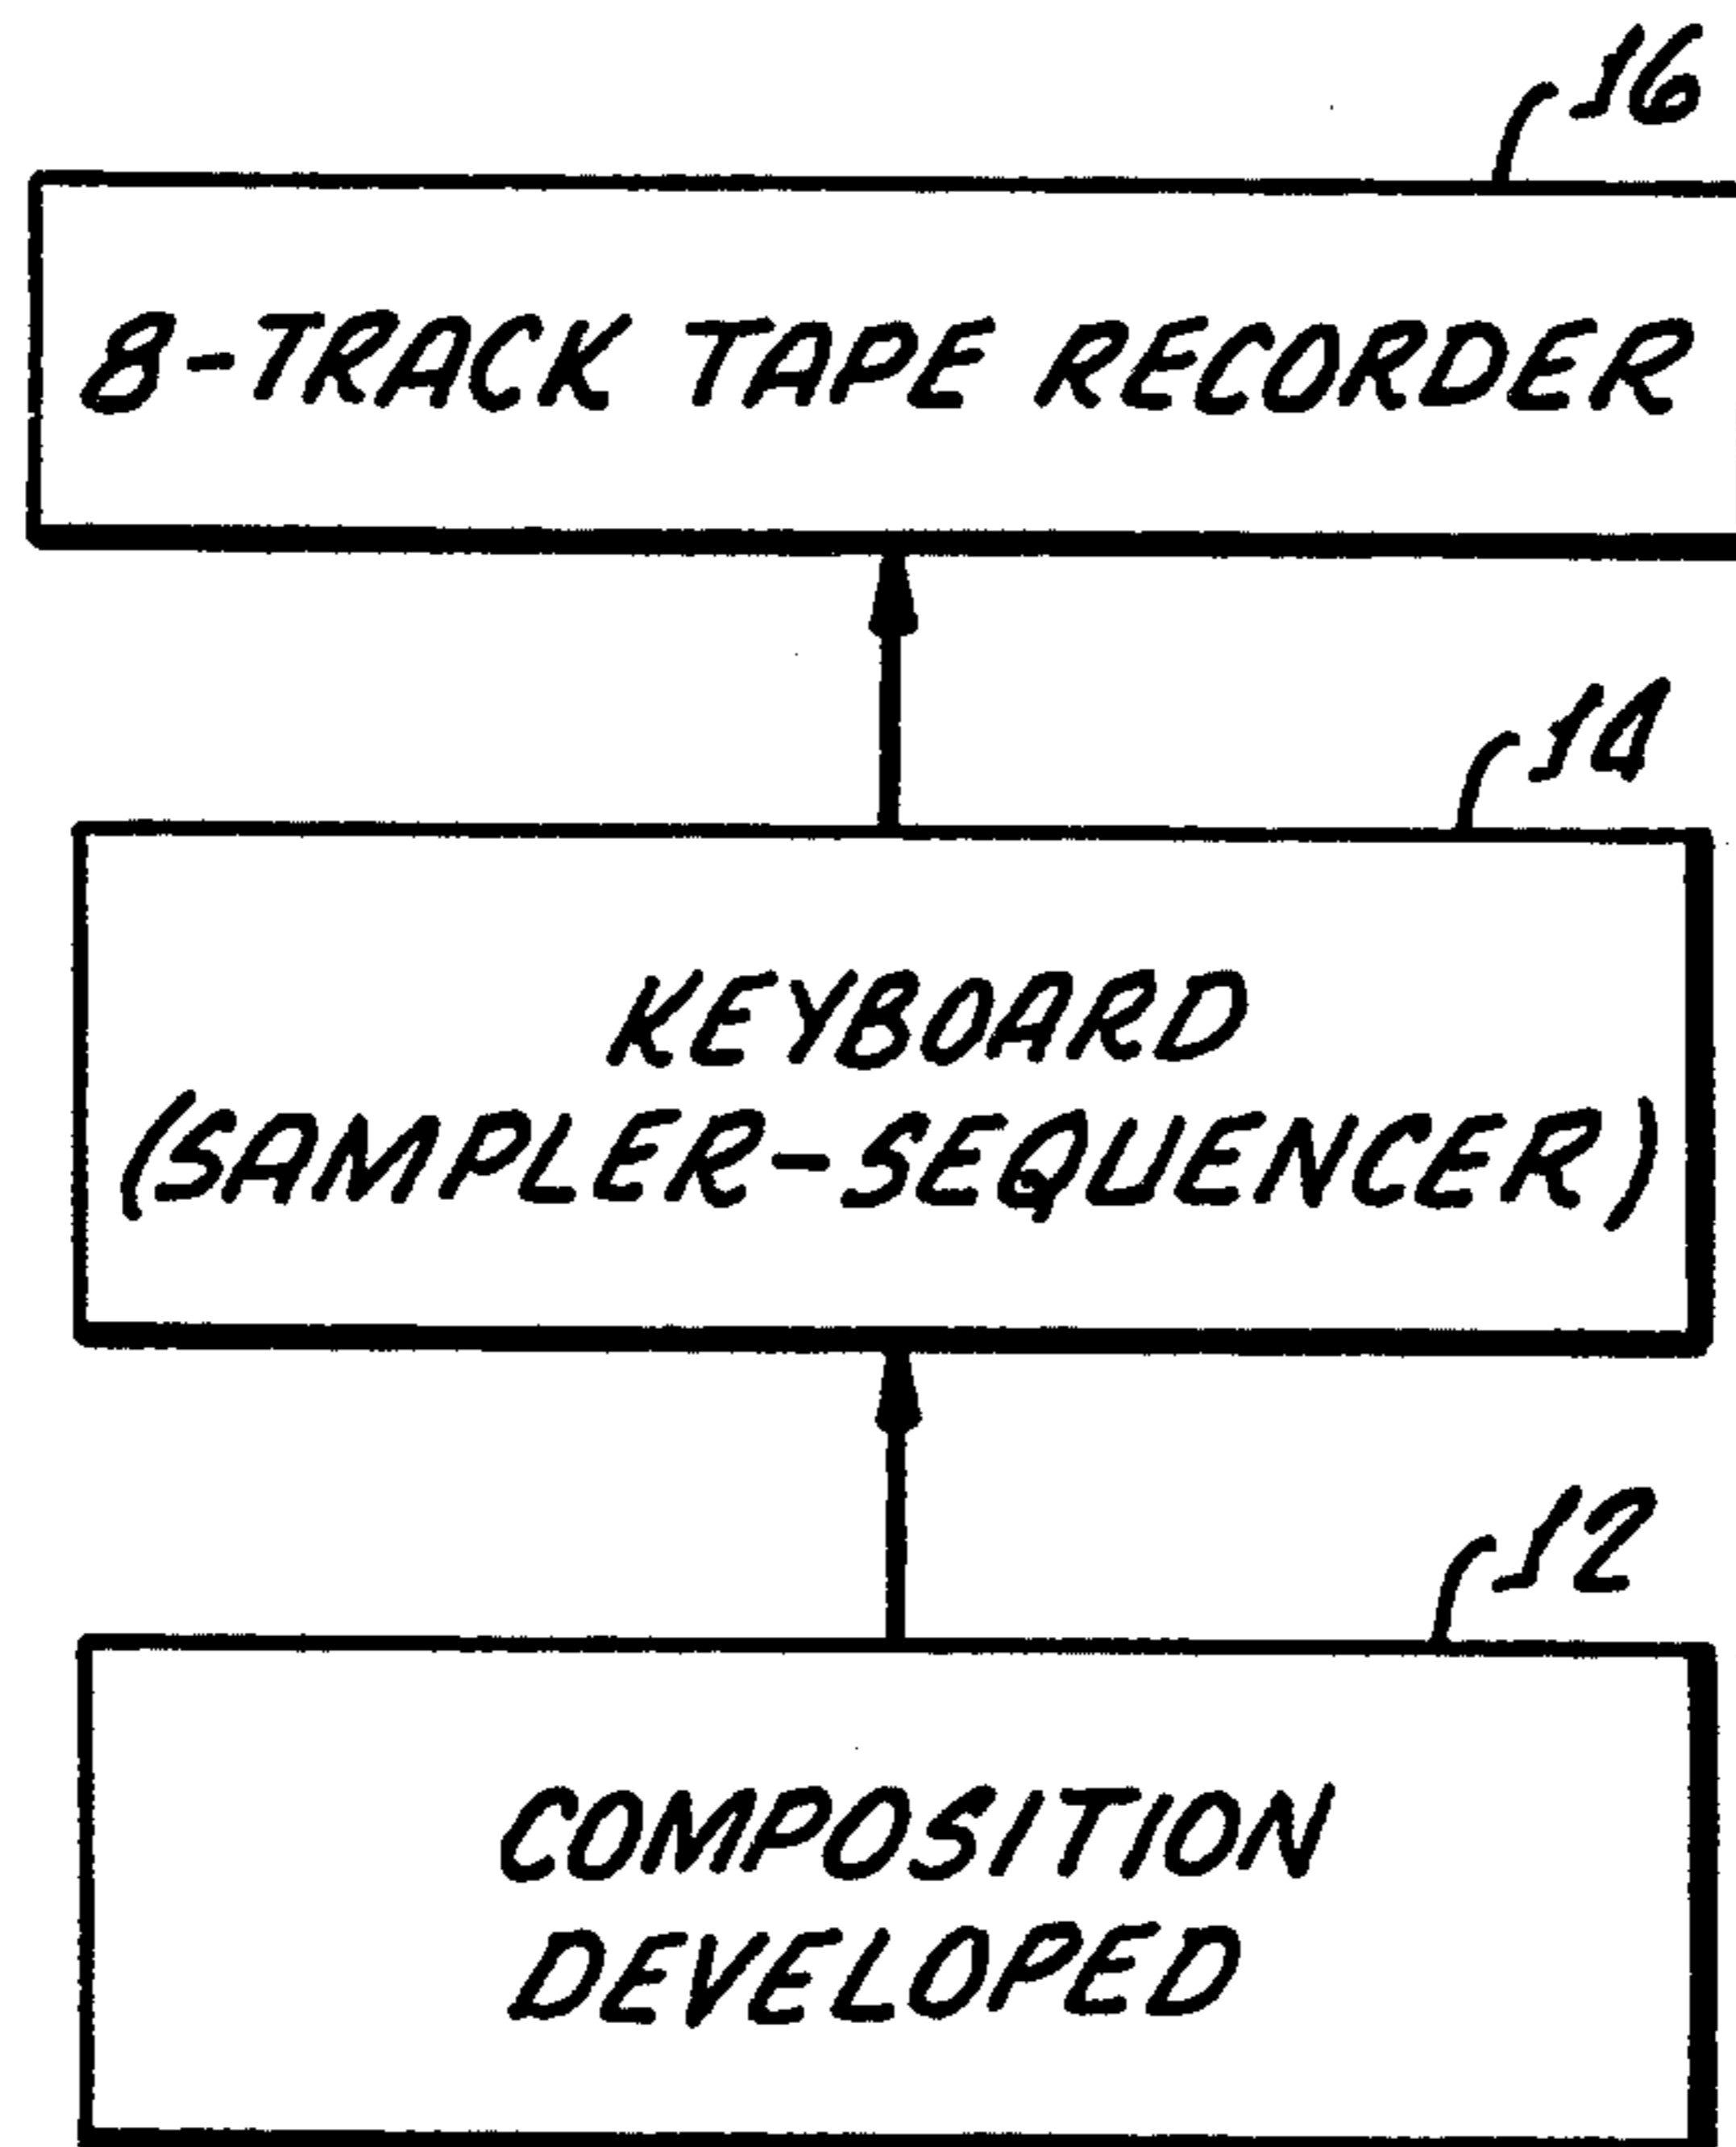 16
8-TRACK TAPE RECORDER
14
KEYBOARD
(SAMPLER-SEQUENCER)
12
COMPOSITION
DEVELOPED